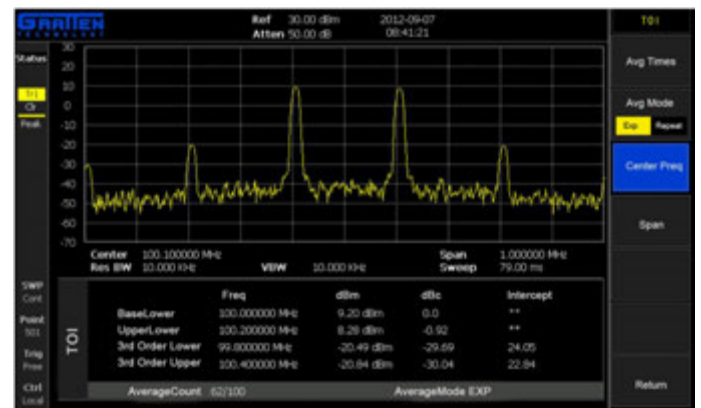 GRATTEN
TECHNOLOGY
Ref 30.00 dBm 2012-09-07
Atten 50.00 dB 08:41:21
TOI
Status
Tr1
Clr
Peak
30
20
10
0
-10
-20
-30
-40
-50
-60
-70
Avg Times
Avg Mode
Exp Repeat
Center Freq
Span
Return
Center 100.100000 MHz Span 1.000000 MHz
Res BW 10.000 KHz VBW 10.000 KHz Sweep 79.00 ms
SWP
Cont
Point
501
Trig
Free
Ctrl
Local
TOI
Freq dBm dBc Intercept
BaseLower 100.000000 MHz 9.20 dBm 0.0 **
UpperLower 100.200000 MHz 8.28 dBm -0.92 **
3rd Order Lower 99.800000 MHz -20.49 dBm -29.69 24.05
3rd Order Upper 100.400000 MHz -20.84 dBm -30.04 22.84
AverageCount 62/100 AverageMode EXP